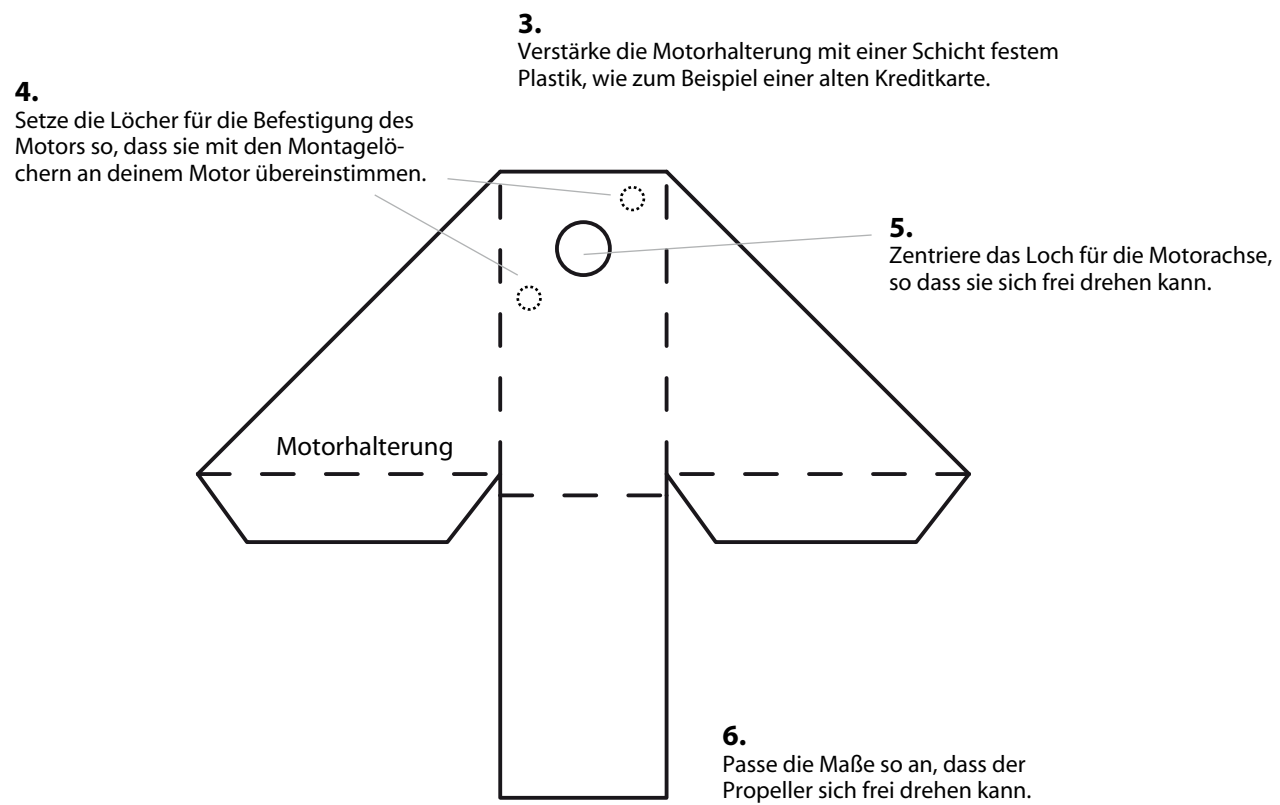 3.
Verstärke die Motorhalterung mit einer Schicht festem
Plastik, wie zum Beispiel einer alten Kreditkarte.
4.
Setze die Löcher für die Befestigung des
Motors so, dass sie mit den Montagelö-
chern an deinem Motor übereinstimmen.
5.
Zentriere das Loch für die Motorachse,
so dass sie sich frei drehen kann.
Motorhalterung
6.
Passe die Maße so an, dass der
Propeller sich frei drehen kann.